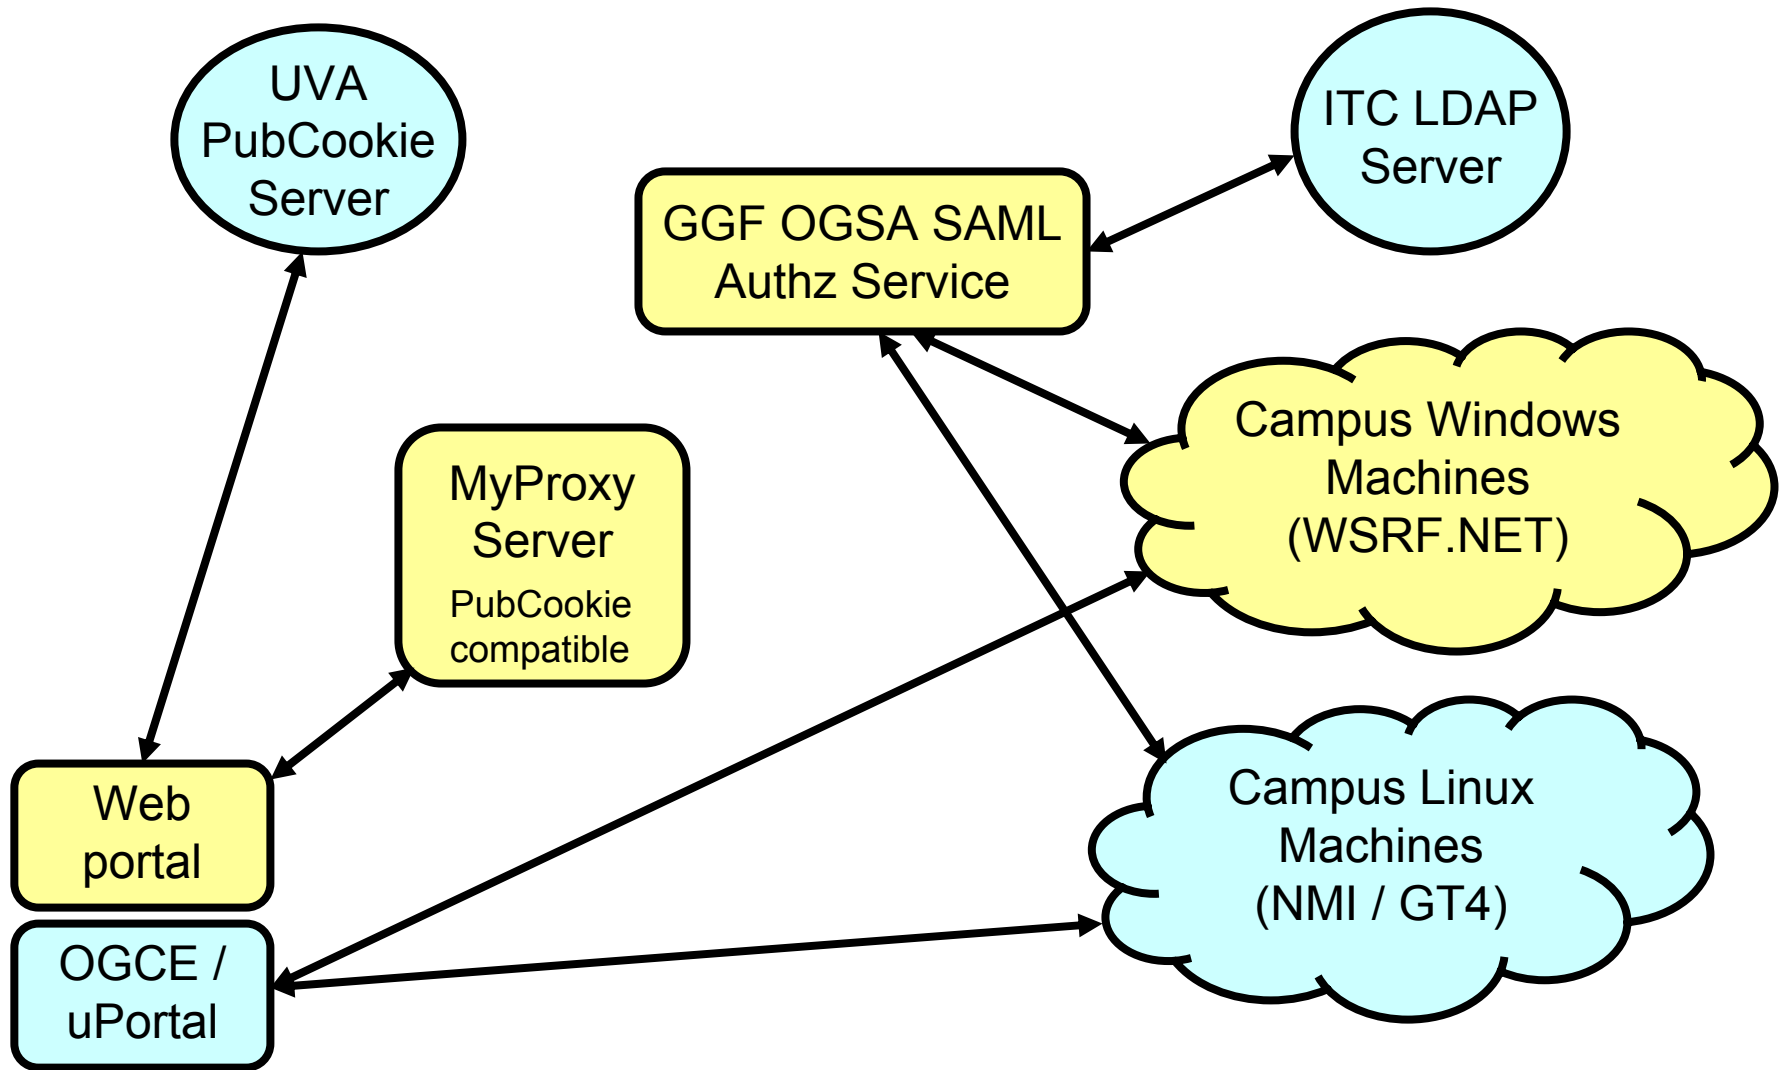 UVA
PubCookie
Server
ITC LDAP
Server
GGF OGSA SAML
Authz Service
Campus Windows
Machines
(WSRF.NET)
MyProxy
Server
PubCookie
compatible
Web
portal
Campus Linux
Machines
(NMI / GT4)
OGCE /
uPortal